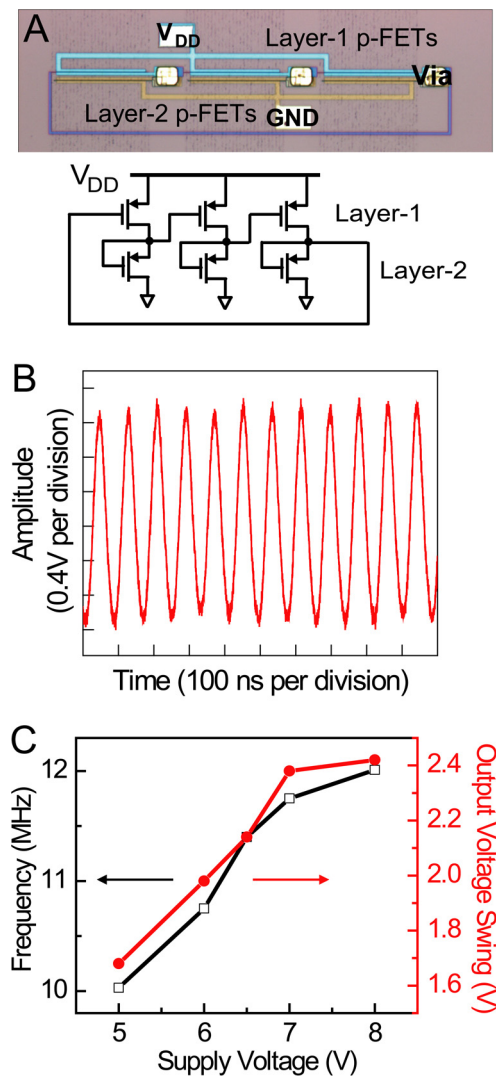 A
V_DD
Layer-1 p-FETs
Via
Layer-2 p-FETs
GND
V_DD
Layer-1
Layer-2
B
Amplitude
(0.4V per division)
Time (100 ns per division)
C
12
11
10
Frequency (MHz)
2.4
2.2
2.0
1.8
1.6
Output Voltage
Swing (V)
5 6 7 8
Supply Voltage (V)